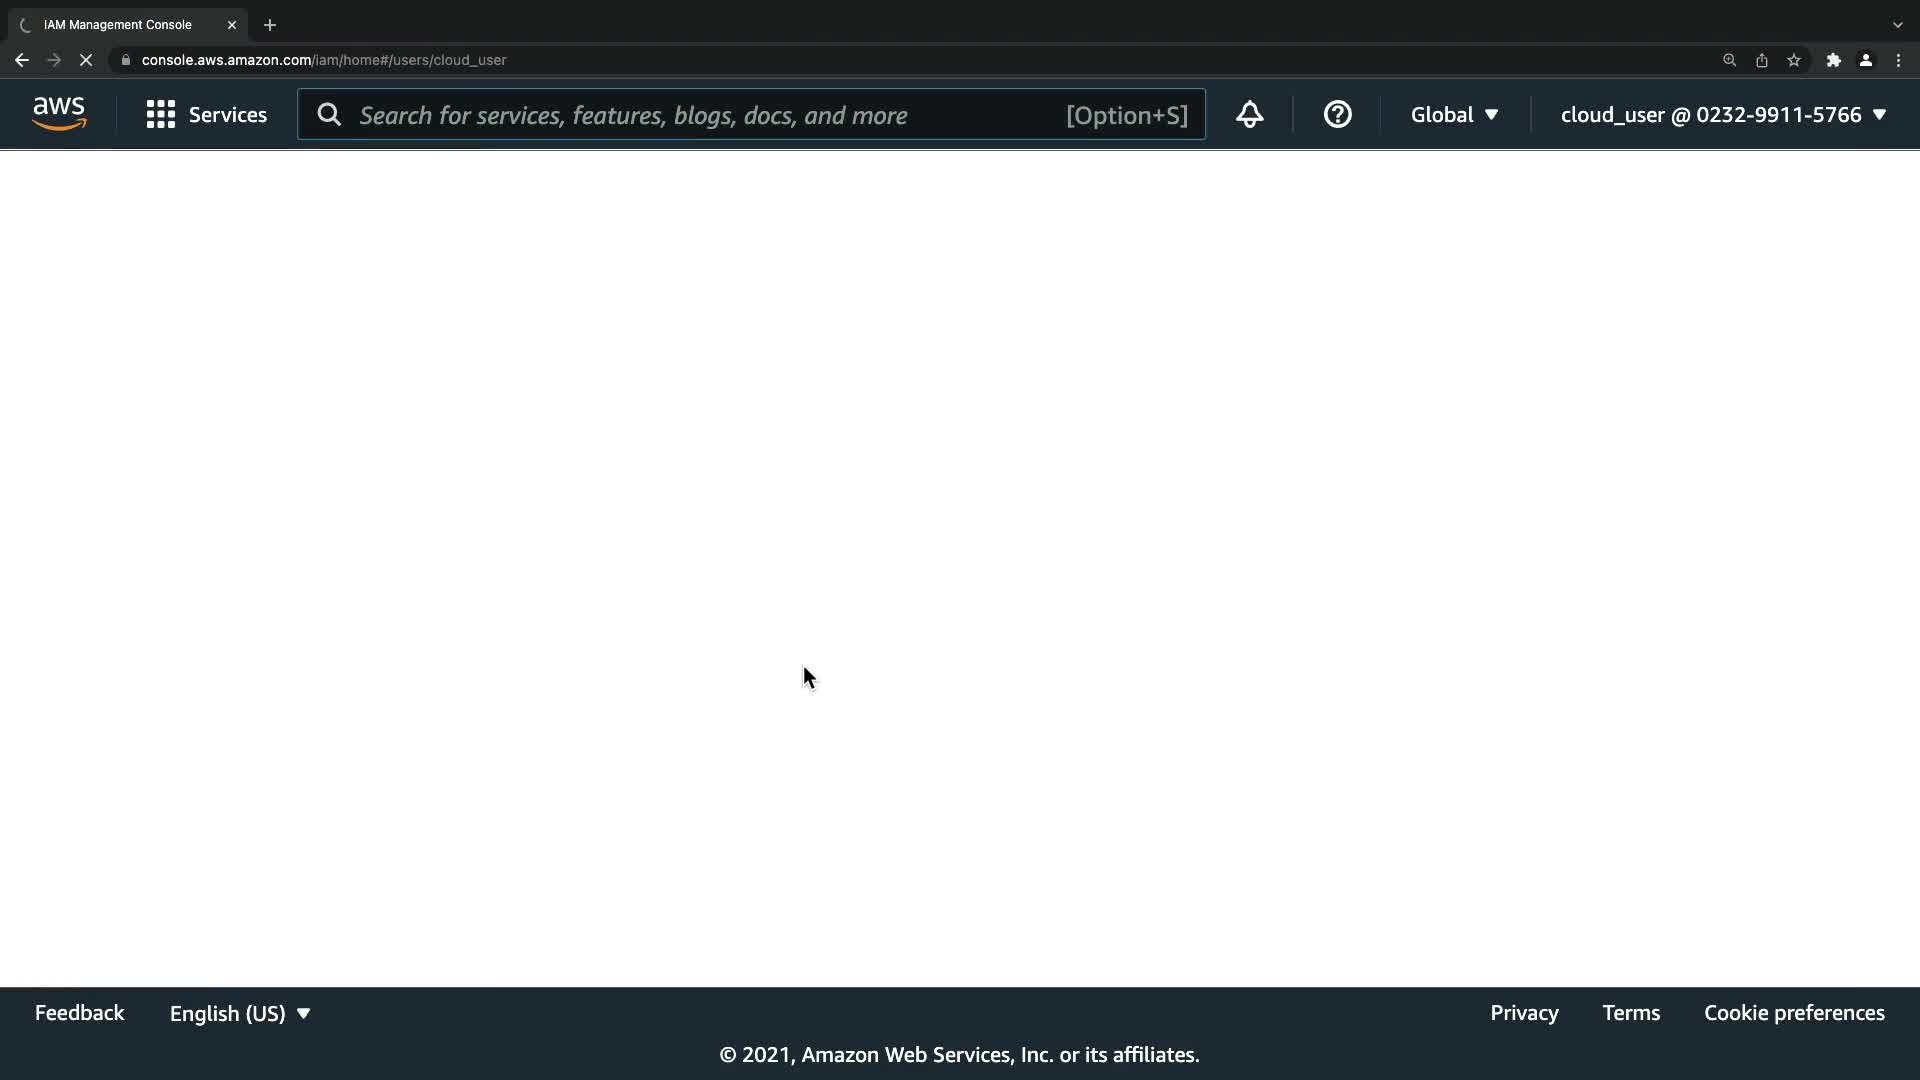 IAM Management Console
console.aws.amazon.com/iam/home#/users/cloud_user
aws
Services
Search for services, features, blogs, docs, and more
[Option+S]
Global
cloud_user @ 0232-9911-5766
Feedback
English (US)
Privacy
Terms
Cookie preferences
© 2021, Amazon Web Services, Inc. or its affiliates.